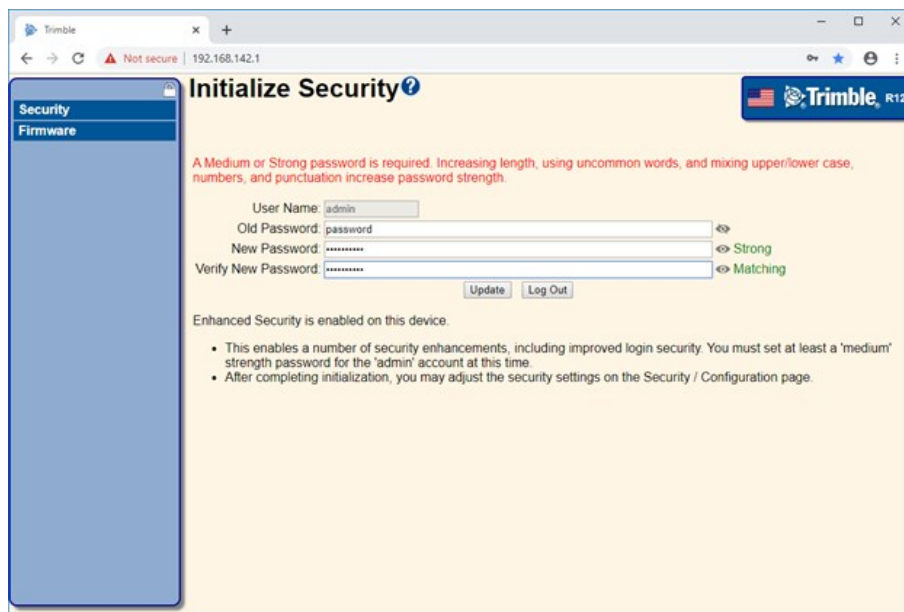 Trimble
Not secure | 192.168.142.1
Security
Firmware
Initialize Security
Trimble. R12
A Medium or Strong password is required. Increasing length, using uncommon words, and mixing upper/lower case,
numbers, and punctuation increase password strength.
User Name: admin
Old Password: password
New Password: •••••••••• Strong
Verify New Password: •••••••••• Matching
Update Log Out
Enhanced Security is enabled on this device.
• This enables a number of security enhancements, including improved login security. You must set at least a 'medium'
strength password for the 'admin' account at this time.
• After completing initialization, you may adjust the security settings on the Security / Configuration page.